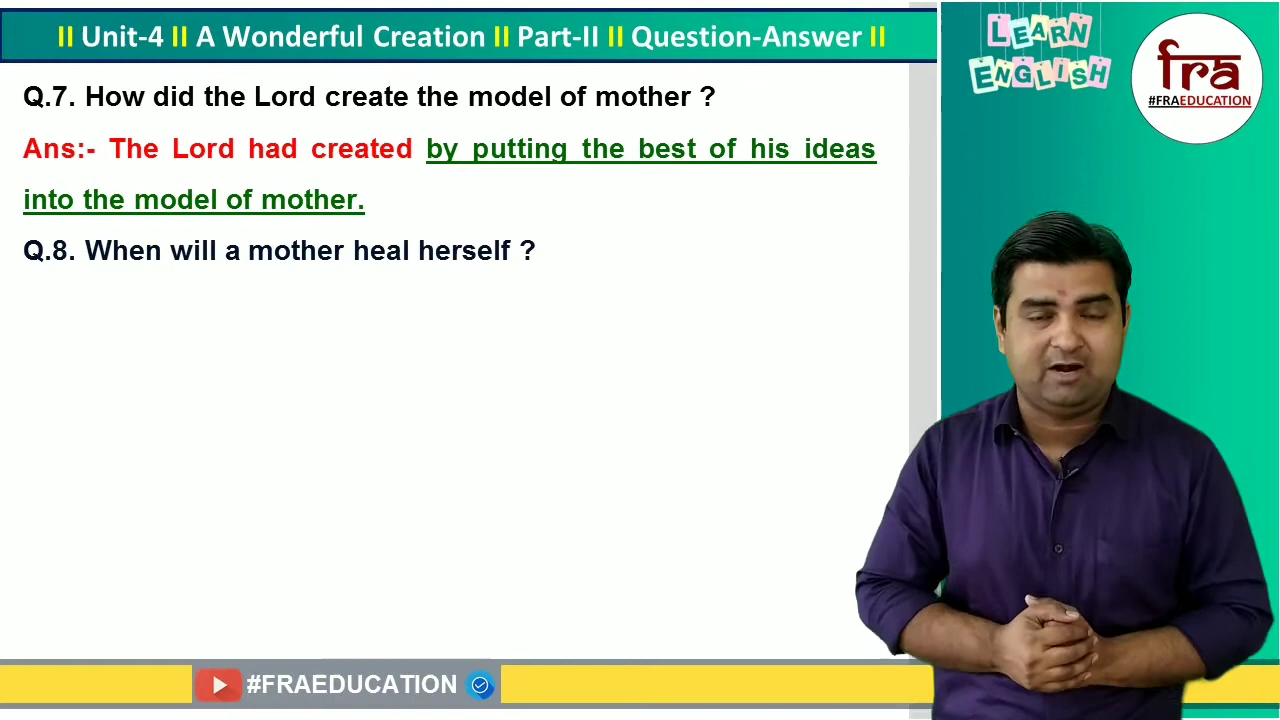 II Unit-4 II A Wonderful Creation II Part-II II Question-Answer II
LEARN
ENGLISH
fra
#FRAEDUCATION
Q.7. How did the Lord create the model of mother ?
Ans:- The Lord had created by putting the best of his ideas
into the model of mother.
Q.8. When will a mother heal herself ?
#FRAEDUCATION